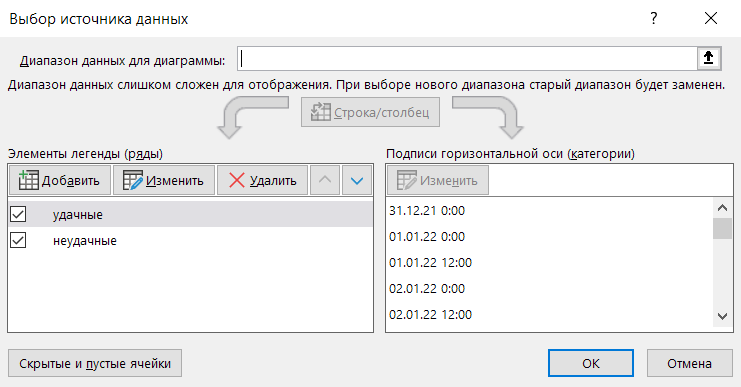 Выбор источника данных ?
Диапазон данных для диаграммы:
Диапазон данных слишком сложен для отображения. При выборе нового диапазона старый диапазон будет заменен.
Строка/столбец
Элементы легенды (ряды)
Добавить Изменить Удалить
удачные
неудачные
Подписи горизонтальной оси (категории)
Изменить
31.12.21 0:00
01.01.22 0:00
01.01.22 12:00
02.01.22 0:00
02.01.22 12:00
Скрытые и пустые ячейки
ОК Отмена